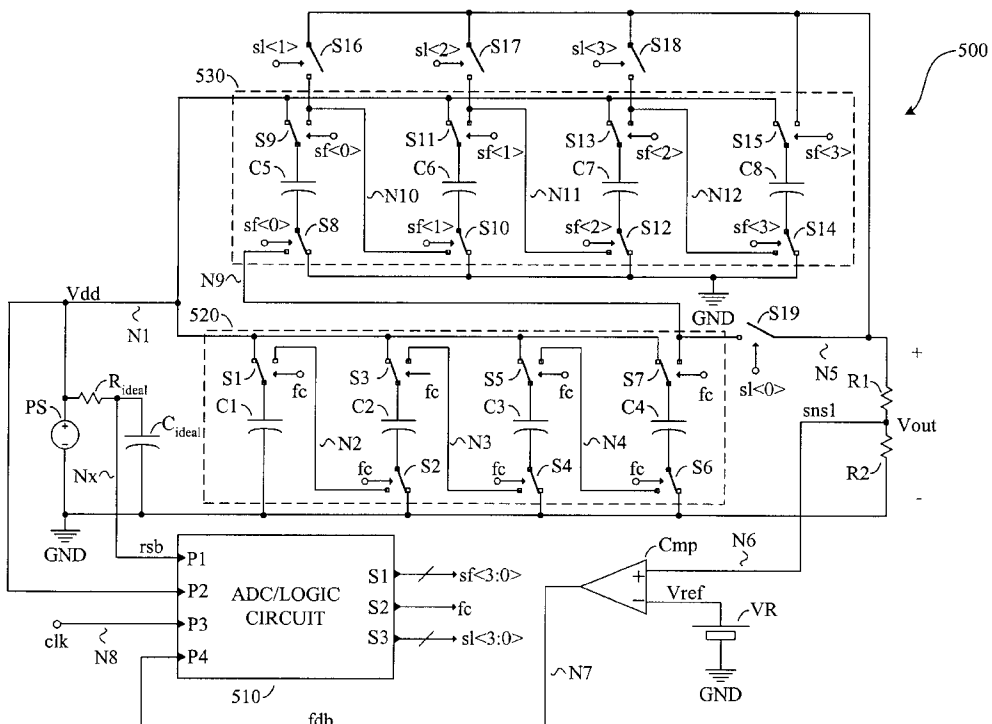 sl<1> S16 sl<2> S17 sl<3> S18
500
530
S9 sf<0> S11 sf<1> S13 sf<2> S15 sf<3>
C5 N10 C6 N11 C7 N12 C8
sf<0> S8 sf<1> S10 sf<2> S12 sf<3> S14
N9
GND
Vdd
N1
520
S19
sl<0>
N5
+
S1 fc S3 fc S5 fc S7 fc
C1 C2 C3 C4
N2 N3 N4
fc S2 fc S4 fc S6
PS Rideal Cideal
Nx
R1
sns1 Vout
R2
-
GND
rsb P1
P2
clk P3
N8 P4
ADC/LOGIC
CIRCUIT
S1 sf<3:0>
S2 fc
S3 sl<3:0>
510
fdb
Cmp
+
−
N6
Vref VR
N7
GND